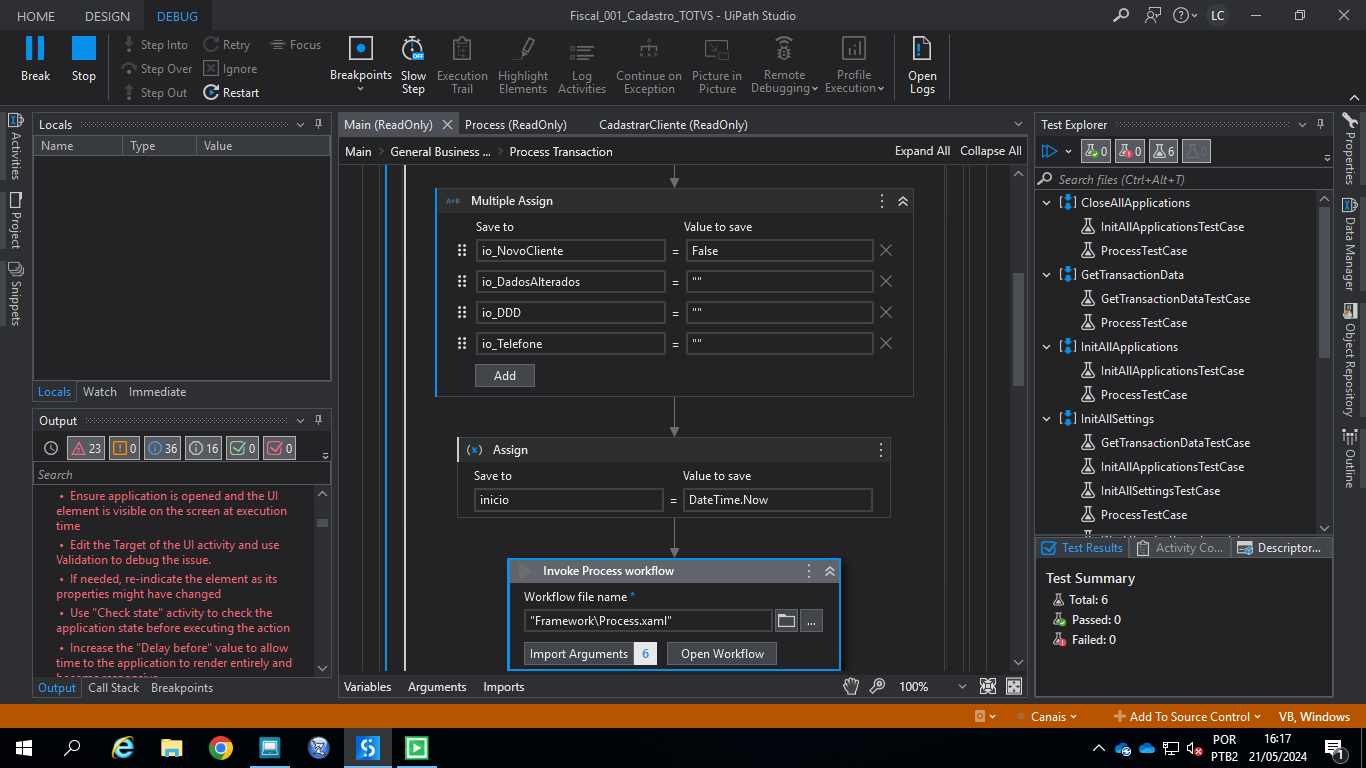 HOME DESIGN DEBUG Fiscal_001_Cadastro_TOTVS - UiPath Studio LC
Break Stop Step Into Retry Focus
Step Over Ignore
Step Out Restart
Breakpoints Slow Step OFF Execution Trail Highlight Elements Log Activities Continue on Exception Picture in Picture Remote Debugging Profile Execution Open Logs
Activities
Project
Snippets
Locals
Name Type Value
Locals Watch Immediate
Output
23 0 36 16 0 0
Search
• Ensure application is opened and the UI
element is visible on the screen at execution
time
• Edit the Target of the UI activity and use
Validation to debug the issue.
• If needed, re-indicate the element as its
properties might have changed
• Use "Check state" activity to check the
application state before executing the action
• Increase the "Delay before" value to allow
time to the application to render entirely and
Output Call Stack Breakpoints
Main (ReadOnly) Process (ReadOnly) CadastrarCliente (ReadOnly)
Main General Business ... Process Transaction Expand All Collapse All
Multiple Assign
Save to Value to save
io_NovoCliente = False
io_DadosAlterados = ""
io_DDD = ""
io_Telefone = ""
Add
Assign
Save to Value to save
inicio = DateTime.Now
Invoke Process workflow
Workflow file name *
"Framework\Process.xaml" ...
Import Arguments 6 Open Workflow
Variables Arguments Imports 100%
Test Explorer
0 0 6 0
Search files (Ctrl+Alt+T)
CloseAllApplications
InitAllApplicationsTestCase
ProcessTestCase
GetTransactionData
GetTransactionDataTestCase
ProcessTestCase
InitAllApplications
InitAllApplicationsTestCase
ProcessTestCase
InitAllSettings
GetTransactionDataTestCase
InitAllApplicationsTestCase
InitAllSettingsTestCase
ProcessTestCase
Test Results Activity Co... Descriptor...
Test Summary
Total: 6
Passed: 0
Failed: 0
Properties
Data Manager
Object Repository
Outline
Canais Add To Source Control VB, Windows
POR
PTB2
16:17
21/05/2024
1